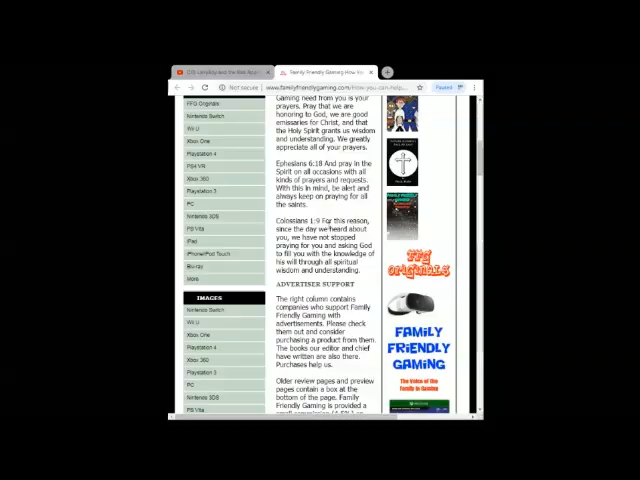 Family Friendly Gaming How You
Not secure
www.familyfriendlygaming.com/How-you-can-help
Paused
FFG Originals
Nintendo Switch
Wii U
Xbox One
Playstation 4
PS4 VR
Xbox 360
Playstation 3
PC
Nintendo 3DS
PS Vita
iPad
iPhone/iPod Touch
Blu-ray
More
IMAGES
Nintendo Switch
Wii U
Xbox One
Playstation 4
Xbox 360
Playstation 3
PC
Nintendo 3DS
PS Vita
Gaming need from you is your
prayers. Pray that we are
honoring to God, we are good
emissaries for Christ, and that
the Holy Spirit grants us wisdom
and understanding. We greatly
appreciate all of your prayers.
Ephesians 6:18 And pray in the
Spirit on all occasions with all
kinds of prayers and requests.
With this in mind, be alert and
always keep on praying for all
the saints.
Colossians 1:9 For this reason,
since the day we heard about
you, we have not stopped
praying for you and asking God
to fill you with the knowledge of
his will through all spiritual
wisdom and understanding.
ADVERTISER SUPPORT
The right column contains
companies who support Family
Friendly Gaming with
advertisements. Please check
them out and consider
purchasing a product from them.
The books our editor and chief
have written are also there.
Purchases help us.
Older review pages and preview
pages contain a box at the
bottom of the page. Family
Friendly Gaming is provided a
FFG
ORIGINALS
FAMILY
FRIENDLY
GAMING
The Voice of the
Family in Gaming